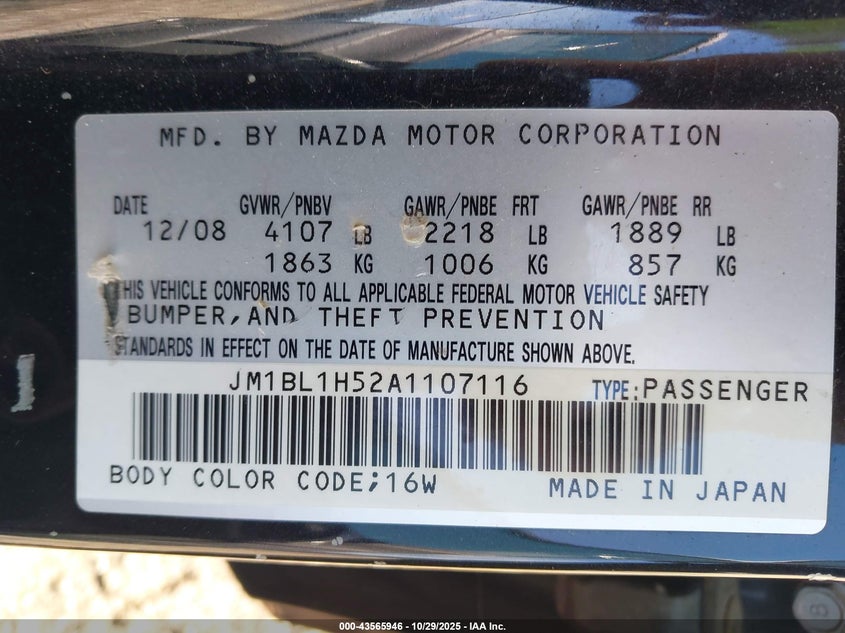 MFD. BY MAZDA MOTOR CORPORATION
DATE GVWR/PNBV GAWR/PNBE FRT GAWR/PNBE RR
12/08 4107 LB 2218 LB 1889 LB
1863 KG 1006 KG 857 KG
THIS VEHICLE CONFORMS TO ALL APPLICABLE FEDERAL MOTOR VEHICLE SAFETY
BUMPER, AND THEFT PREVENTION
STANDARDS IN EFFECT ON THE DATE OF MANUFACTURE SHOWN ABOVE.
JM1BL1H52A1107116 TYPE:PASSENGER
BODY COLOR CODE;16W MADE IN JAPAN
000-43565946 - 10/29/2025 - IAA Inc.